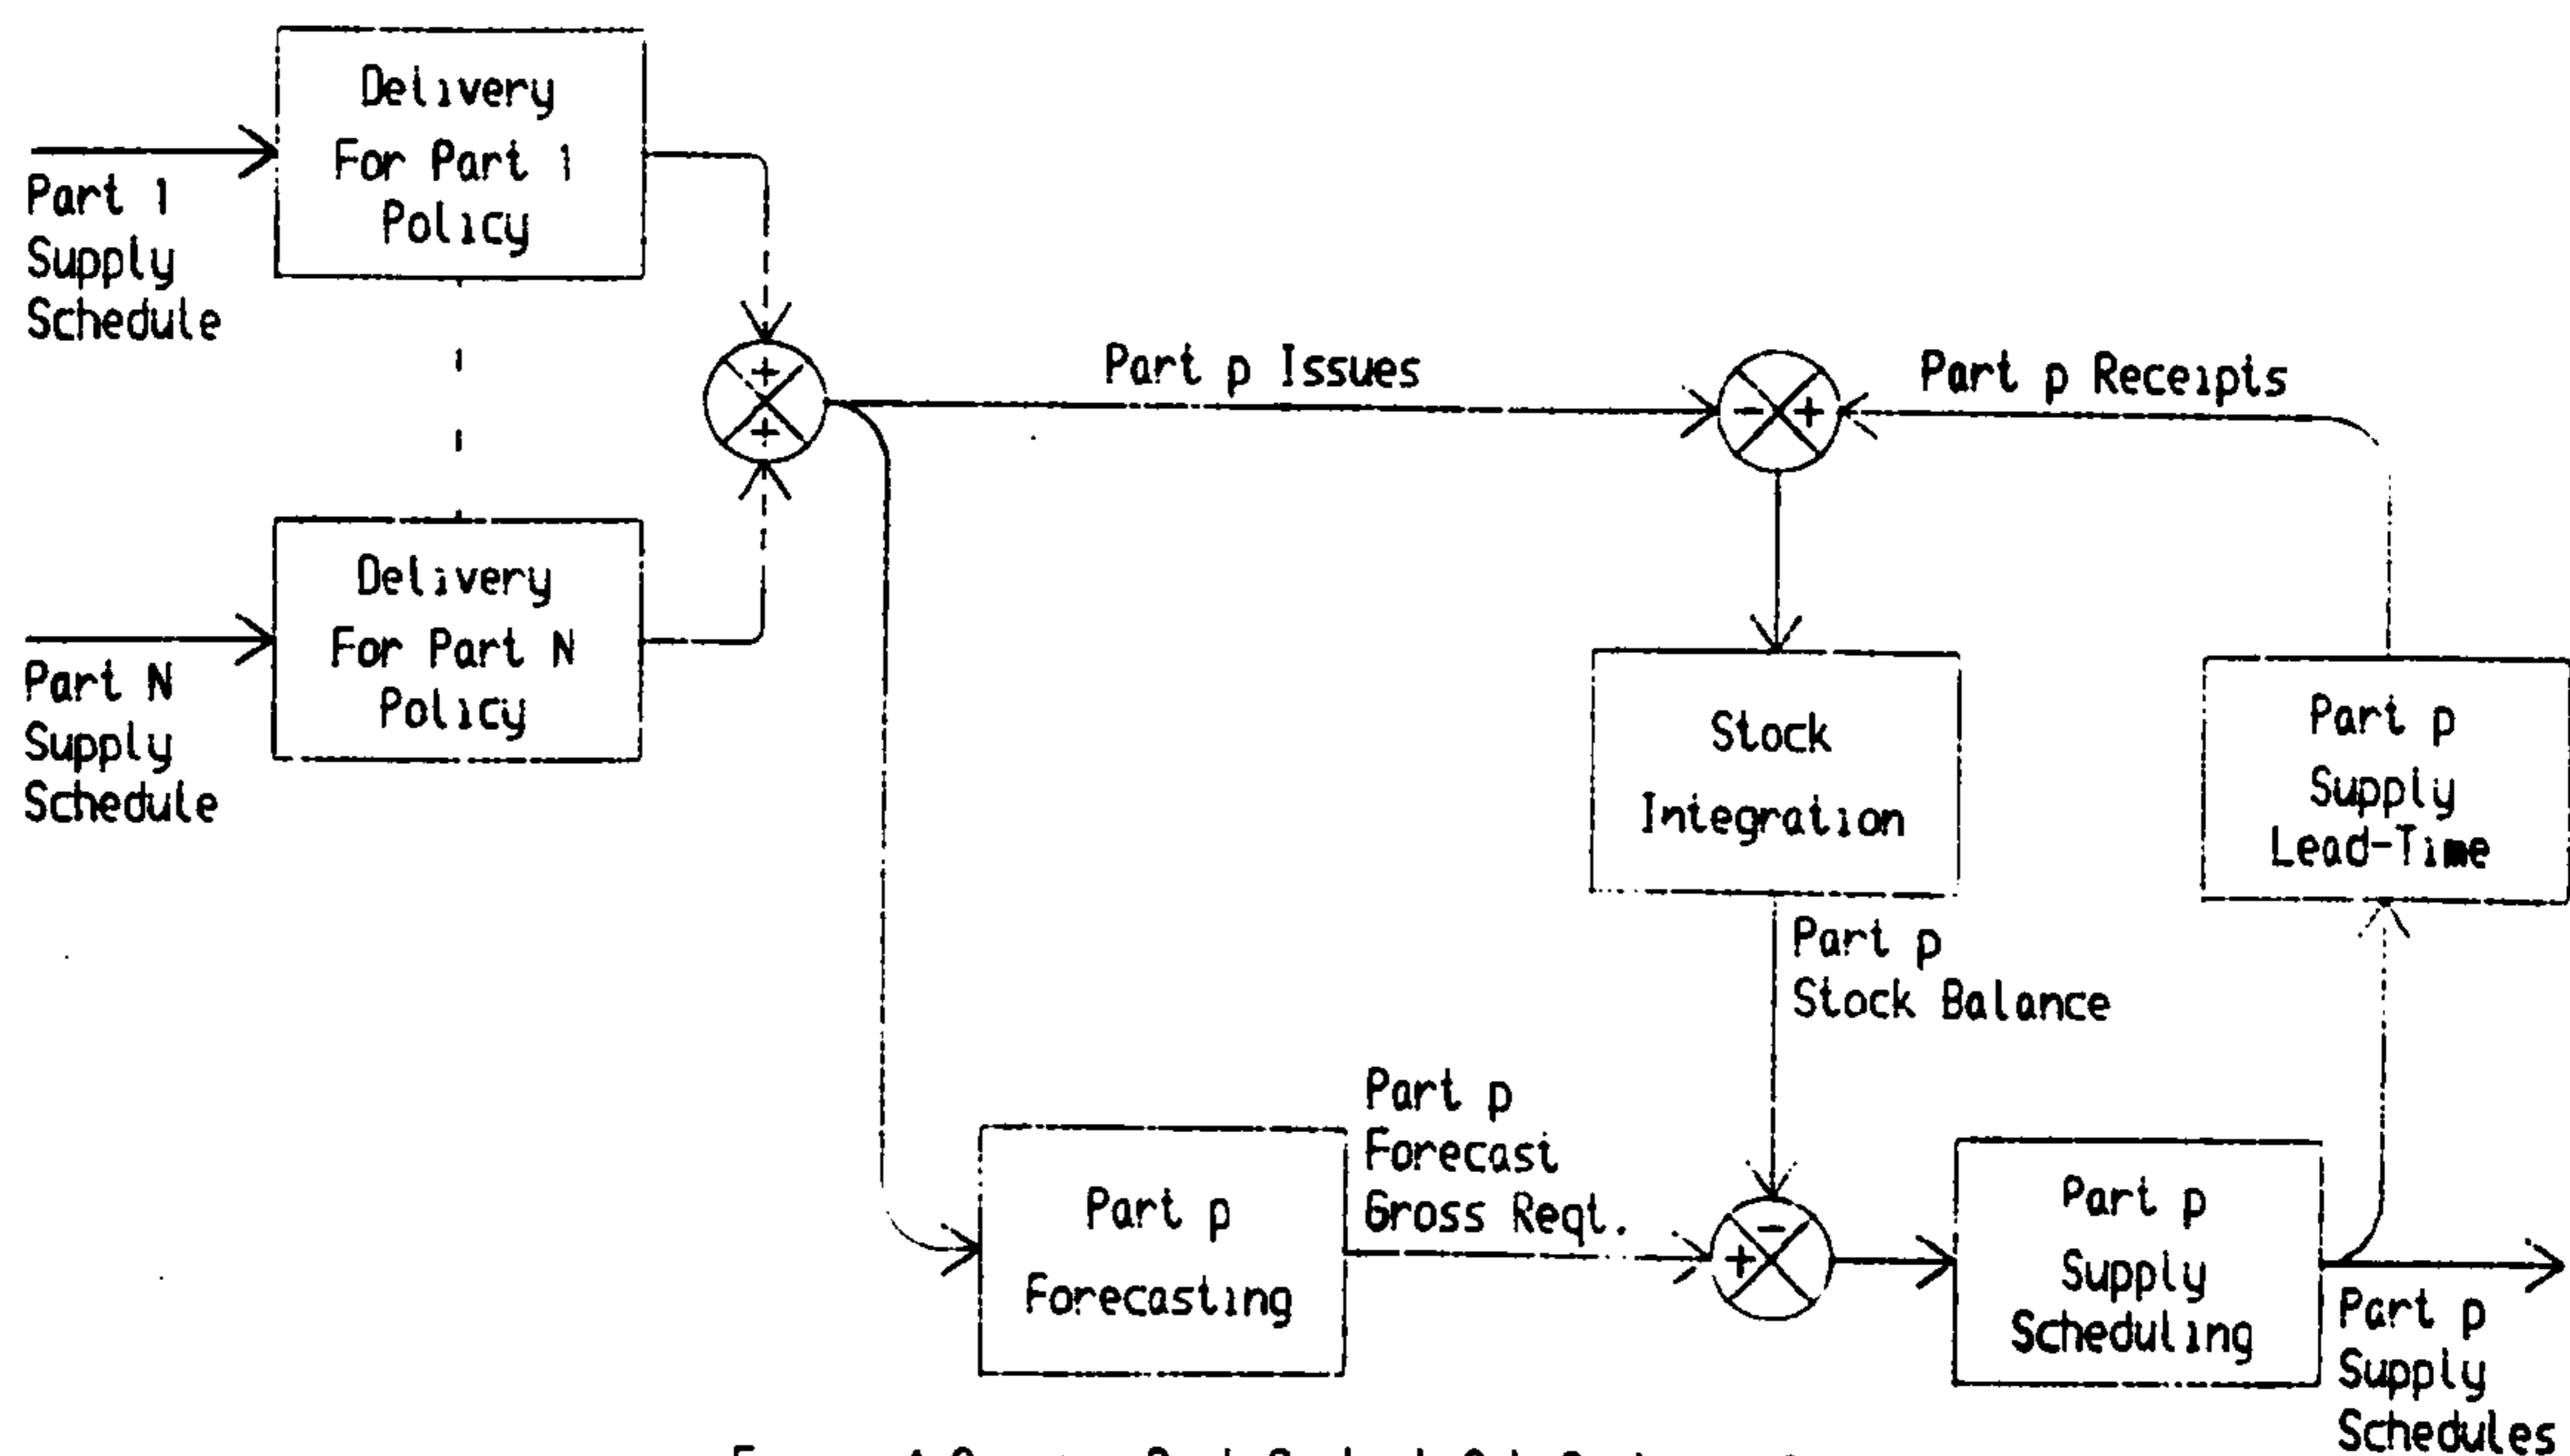 Delivery
For Part 1
Policy
Part 1
Supply
Schedule
+
+
Part p Issues
- +
Part p Receipts
Delivery
For Part N
Policy
Part N
Supply
Schedule
Stock
Integration
Part p
Supply
Lead-Time
Part p
Stock Balance
Part p
Forecast
Gross Reqt.
Part p
Forecasting
-
+
Part p
Supply
Scheduling
Part p
Supply
Schedules